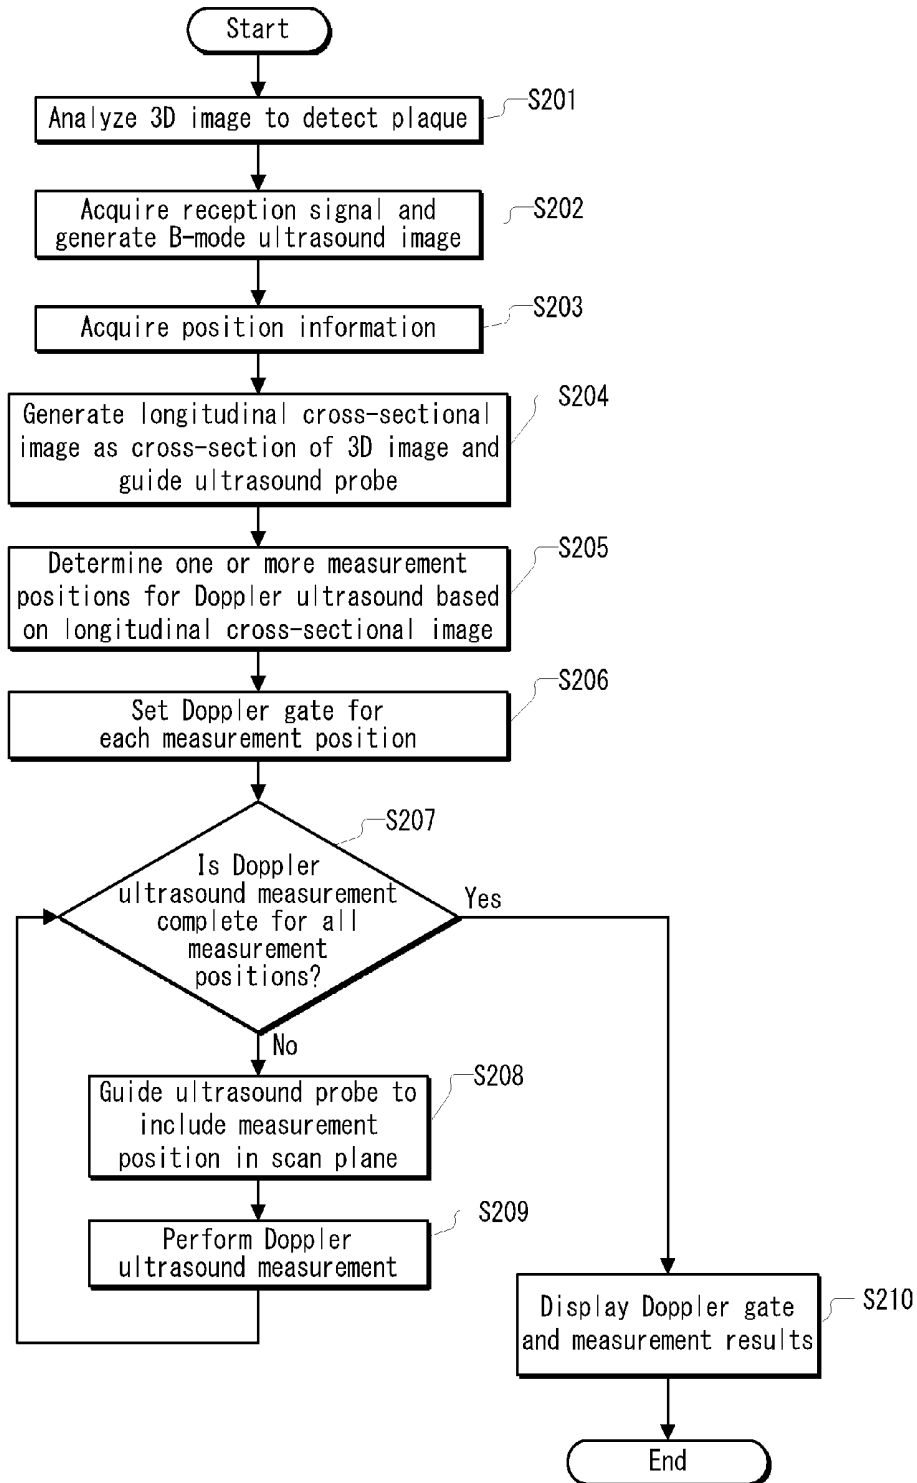 Start
S201
Analyze 3D image to detect plaque
S202
Acquire reception signal and
generate B-mode ultrasound image
S203
Acquire position information
S204
Generate longitudinal cross-sectional
image as cross-section of 3D image and
guide ultrasound probe
S205
Determine one or more measurement
positions for Doppler ultrasound based
on longitudinal cross-sectional image
S206
Set Doppler gate for
each measurement position
S207
Is Doppler
ultrasound measurement
complete for all
measurement
positions?
Yes
No
S208
Guide ultrasound probe to
include measurement
position in scan plane
S209
Perform Doppler
ultrasound measurement
S210
Display Doppler gate
and measurement results
End